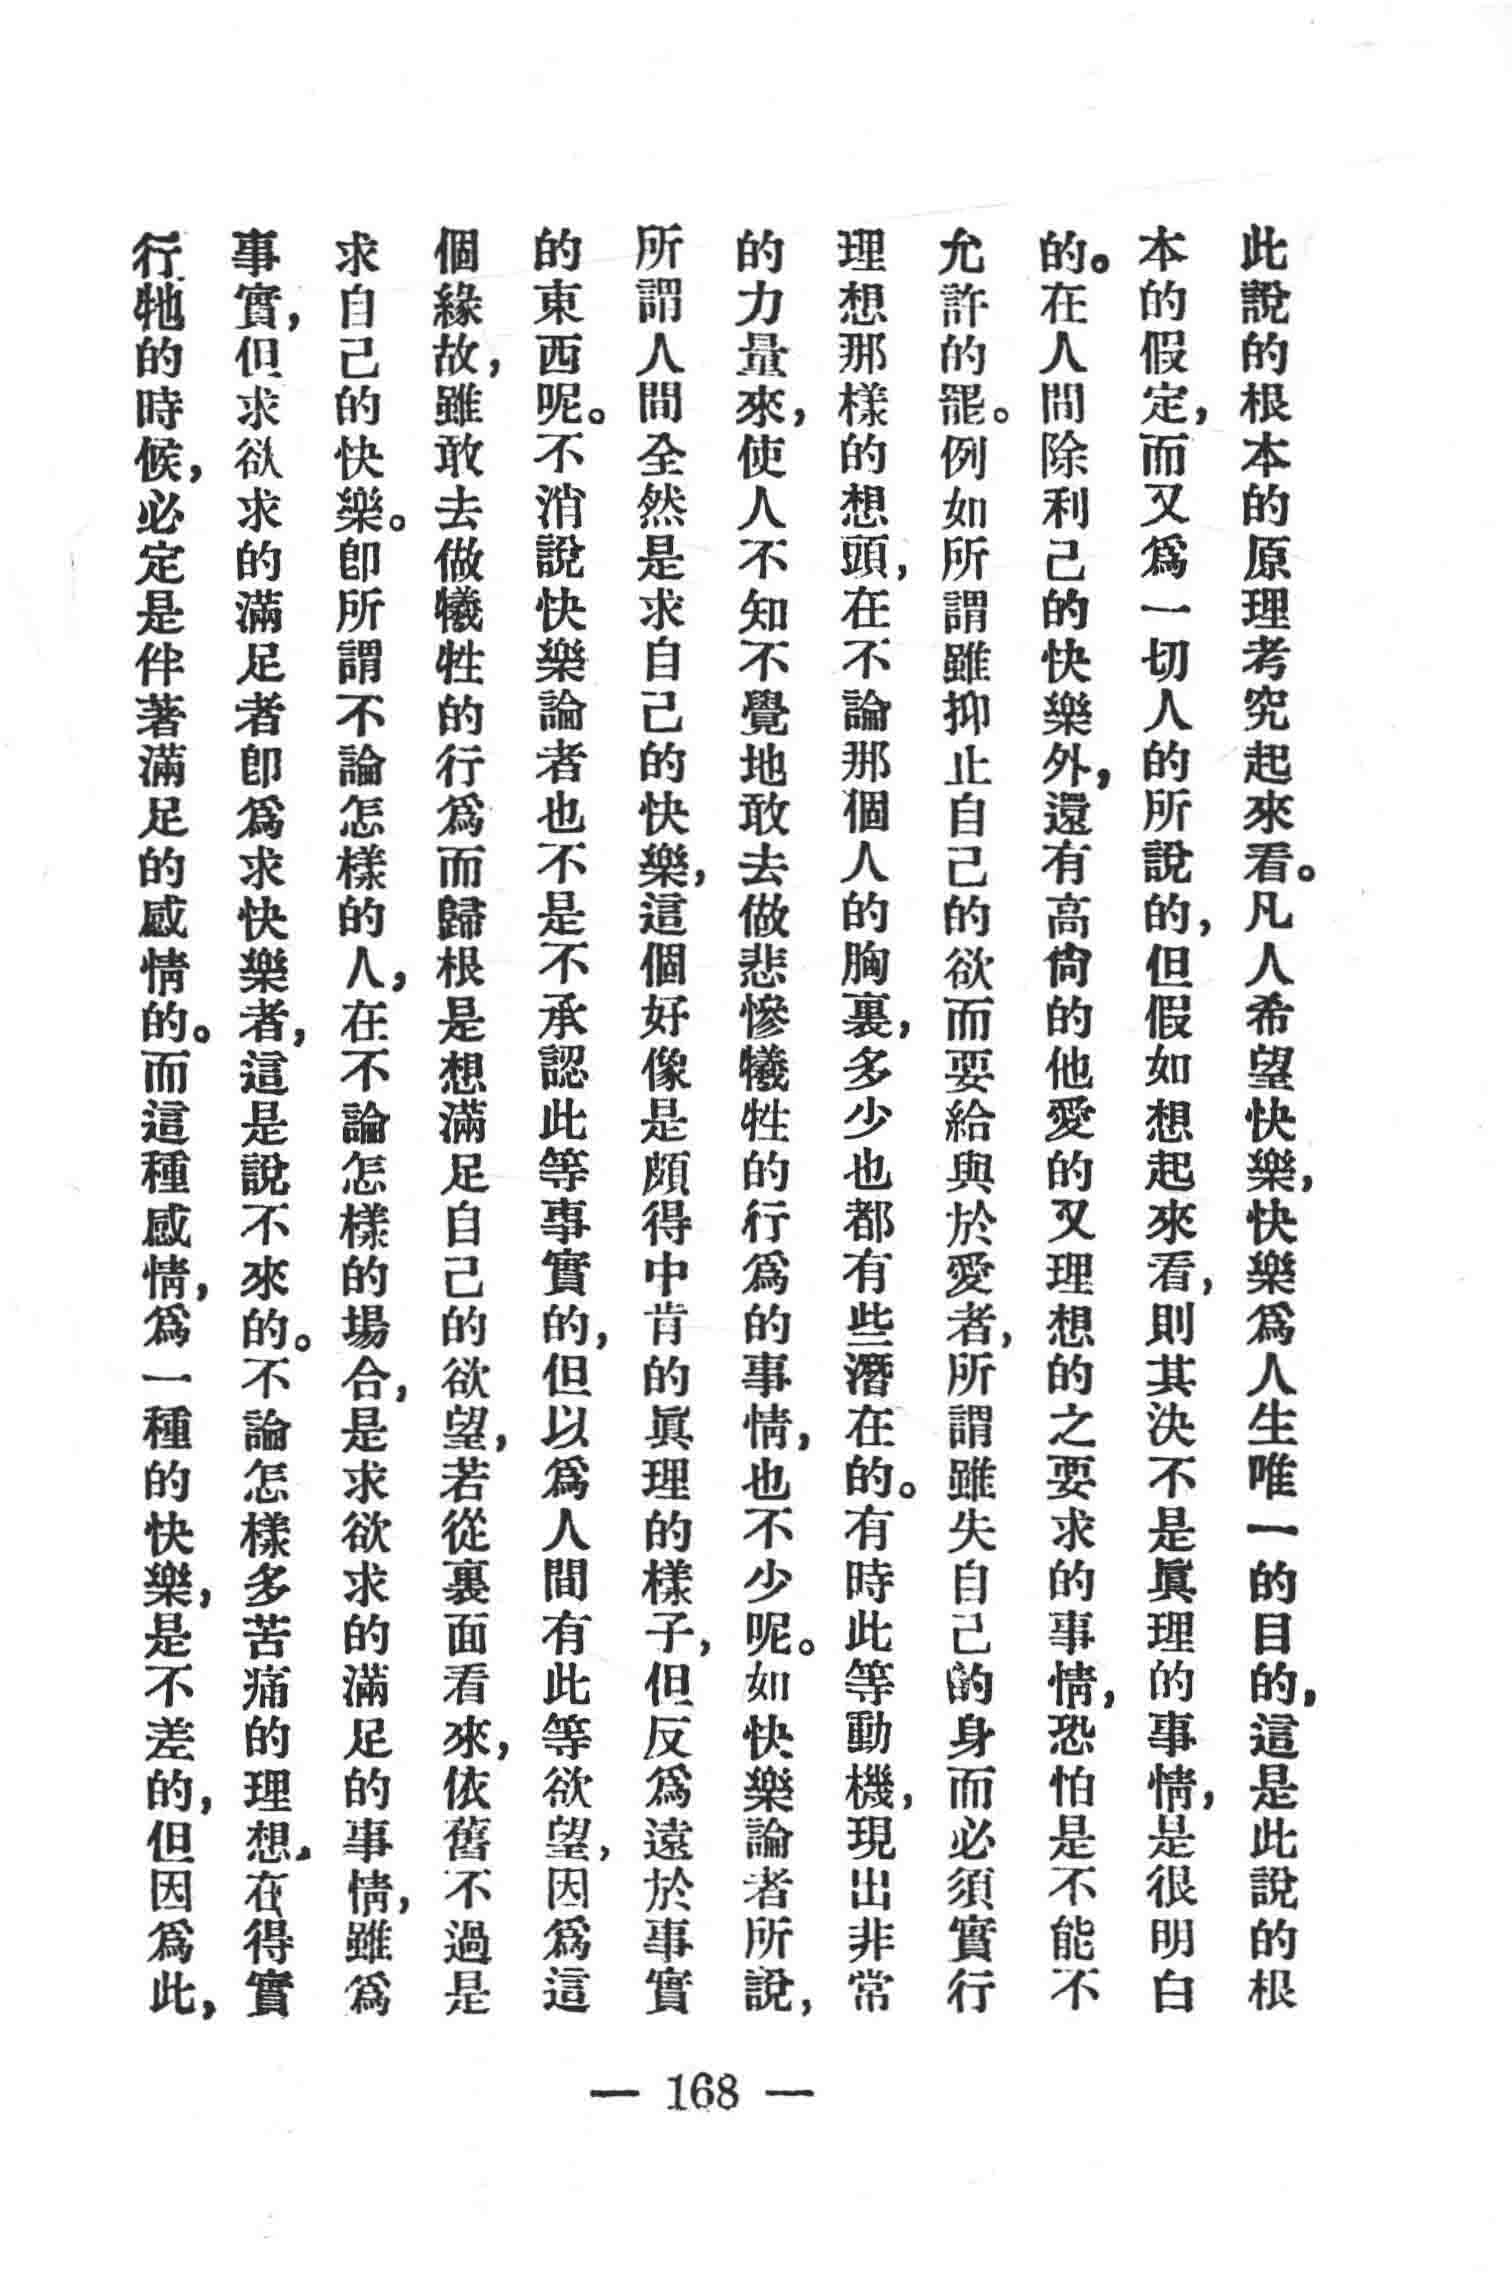 此說的根本的原理考究起來看。凡人希望快樂,快樂爲人生唯一的目的,這是此說的根
本的假定,而又爲一切人的所說的,但假如想起來看,則其決不是眞理的事情,是很明白
的。在人間除利己的快樂外,還有高尙的他愛的又理想的之要求的事情,恐怕是不能不
允許的罷。例如所謂雖抑止自己的欲而要給與於愛者,所謂雖失自己的身而必須實行
理想那樣的想頭,在不論那個人的胸裏,多少也都有些潛在的。有時此等動機,現出非常
的力量來,使人不知不覺地敢去做悲慘犧牲的行爲的事情,也不少呢。如快樂論者所說,
所謂人間全然是求自己的快樂,這個好像是頗得中肯的眞理的樣子,但反爲遠於事實
的東西呢。不消說快樂論者也不是不承認此等事實的,但以爲人間有此等欲望,因爲這
個緣故,雖敢去做犧牲的行爲而歸根是想滿足自己的欲望,若從裏面看來,依舊不過是
求自己的快樂。卽所謂不論怎樣的人,在不論怎樣的場合,是求欲求的滿足的事情,雖爲
事實,但求欲求的滿足者卽爲求快樂者,這是說不來的。不論怎樣多苦痛的理想,在得實
行牠的時候,必定是伴著滿足的感情的。而這種感情,爲一種的快樂,是不差的,但因爲此,
— 168 —